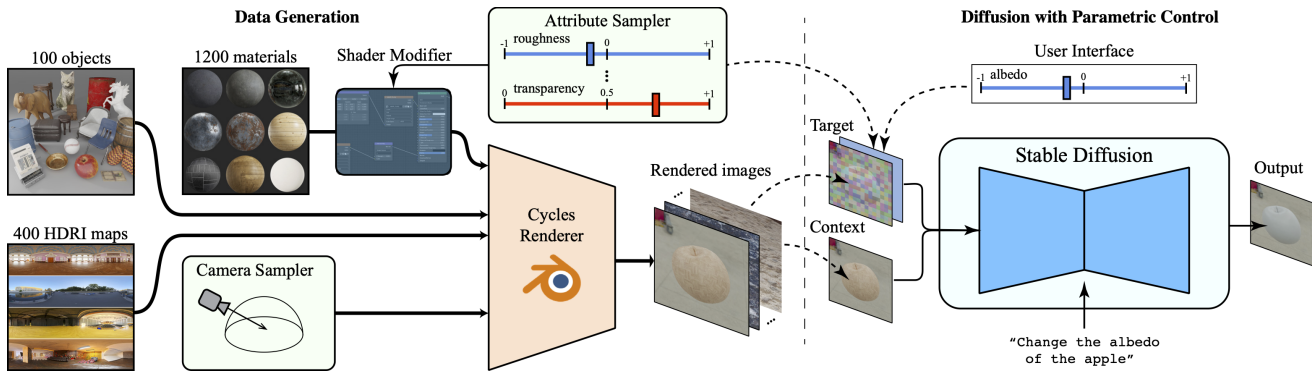 Data Generation
Diffusion with Parametric Control
100 objects
1200 materials
Shader Modifier
Attribute Sampler
-1
0
+1
roughness
0
0.5
+1
transparency
User Interface
-1
0
+1
albedo
400 HDRI maps
Camera Sampler
Cycles
Renderer
Rendered images
Target
Context
Stable Diffusion
Output
“Change the albedo
of the apple”